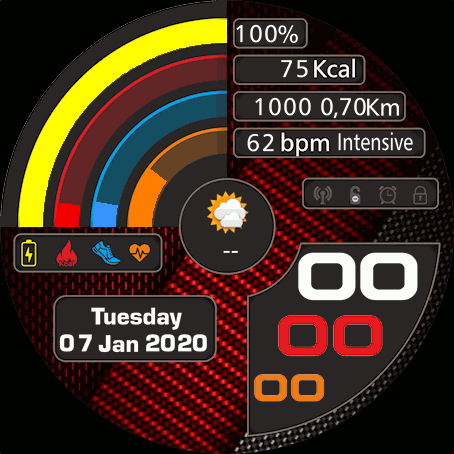 100%
75 Kcal
1000 0,70Km
62 bpm Intensive
--
Tuesday
07 Jan 2020
00
00
00